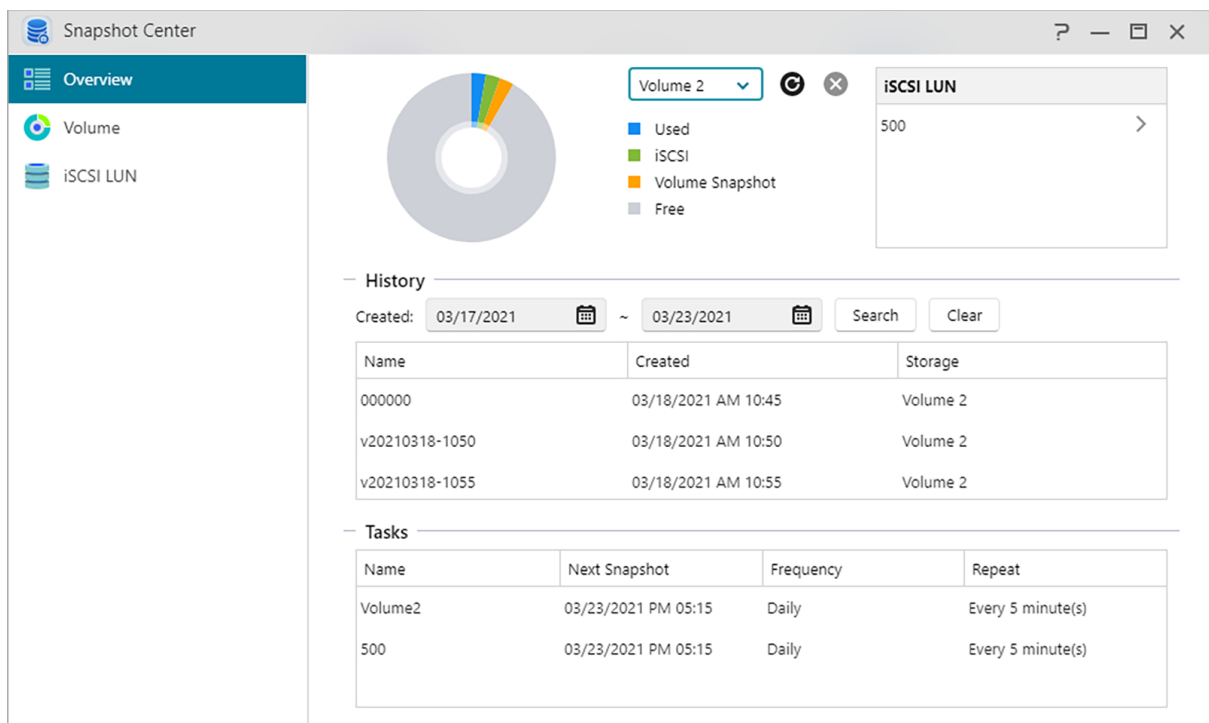 Snapshot Center
Overview
Volume
iSCSI LUN
Volume 2
Used
iSCSI
Volume Snapshot
Free
iSCSI LUN
500
History
Created: 03/17/2021 ~ 03/23/2021 Search Clear
Name Created Storage
000000 03/18/2021 AM 10:45 Volume 2
v20210318-1050 03/18/2021 AM 10:50 Volume 2
v20210318-1055 03/18/2021 AM 10:55 Volume 2
Tasks
Name Next Snapshot Frequency Repeat
Volume2 03/23/2021 PM 05:15 Daily Every 5 minute(s)
500 03/23/2021 PM 05:15 Daily Every 5 minute(s)